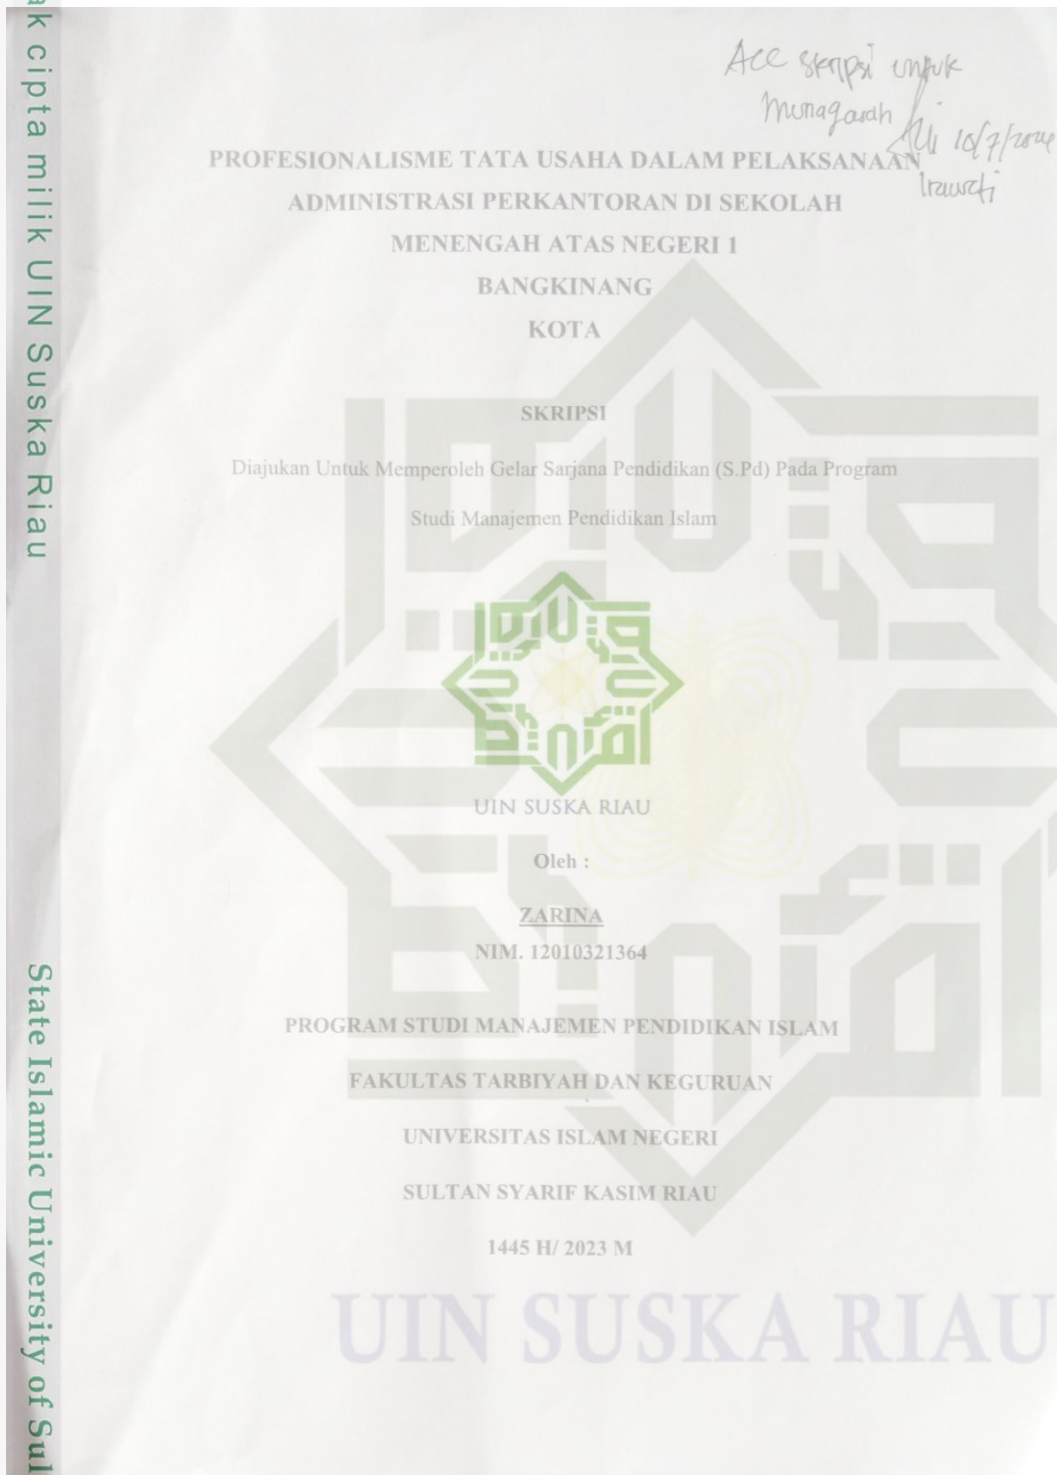 Acc skripsi untuk
Munaqasah
10/7/2024
Irawati
PROFESIONALISME TATA USAHA DALAM PELAKSANAAN
ADMINISTRASI PERKANTORAN DI SEKOLAH
MENENGAH ATAS NEGERI 1
BANGKINANG
KOTA
SKRIPSI
Diajukan Untuk Memperoleh Gelar Sarjana Pendidikan (S.Pd) Pada Program
Studi Manajemen Pendidikan Islam
UIN SUSKA RIAU
Oleh :
ZARINA
NIM. 12010321364
PROGRAM STUDI MANAJEMEN PENDIDIKAN ISLAM
FAKULTAS TARBIYAH DAN KEGURUAN
UNIVERSITAS ISLAM NEGERI
SULTAN SYARIF KASIM RIAU
1445 H/ 2023 M
UIN SUSKA RIAU
ak cipta milik UIN Suska Riau
State Islamic University of Sul